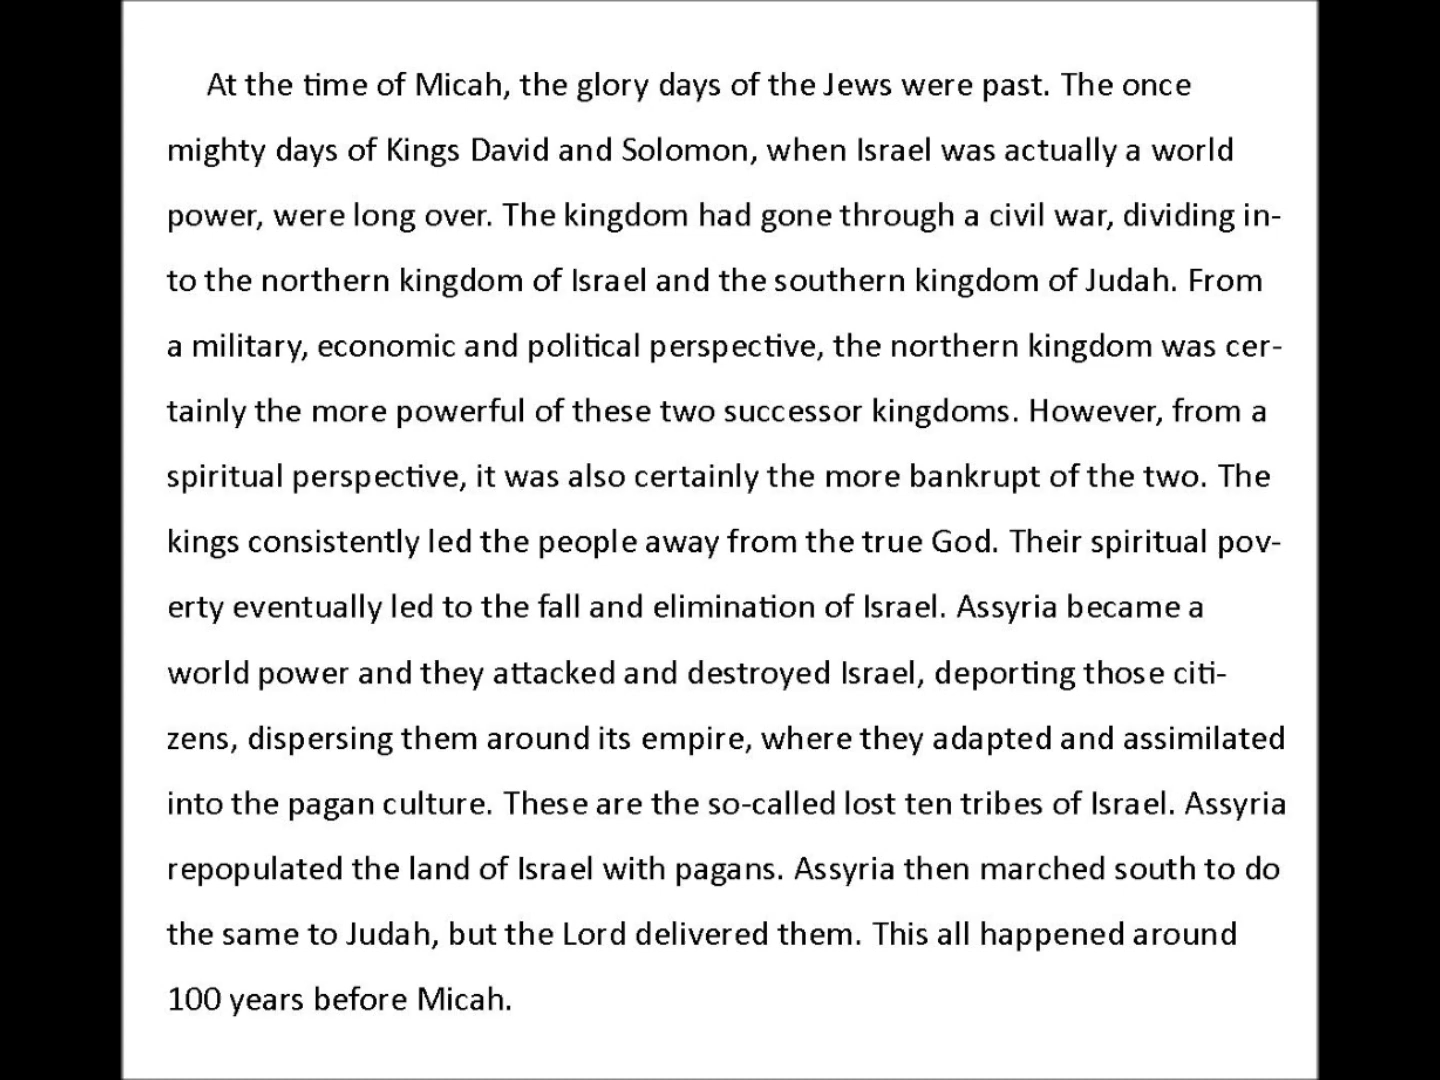 At the time of Micah, the glory days of the Jews were past. The once
mighty days of Kings David and Solomon, when Israel was actually a world
power, were long over. The kingdom had gone through a civil war, dividing in-
to the northern kingdom of Israel and the southern kingdom of Judah. From
a military, economic and political perspective, the northern kingdom was cer-
tainly the more powerful of these two successor kingdoms. However, from a
spiritual perspective, it was also certainly the more bankrupt of the two. The
kings consistently led the people away from the true God. Their spiritual pov-
erty eventually led to the fall and elimination of Israel. Assyria became a
world power and they attacked and destroyed Israel, deporting those citi-
zens, dispersing them around its empire, where they adapted and assimilated
into the pagan culture. These are the so-called lost ten tribes of Israel. Assyria
repopulated the land of Israel with pagans. Assyria then marched south to do
the same to Judah, but the Lord delivered them. This all happened around
100 years before Micah.